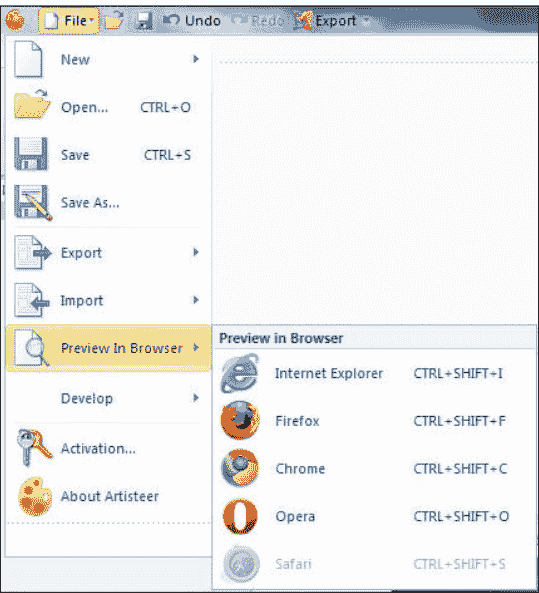 File Undo Redo Export
New
Open... CTRL+O
Save CTRL+S
Save As...
Export
Import
Preview In Browser
Develop
Activation...
About Artisteer
Preview in Browser
Internet Explorer CTRL+SHIFT+I
Firefox CTRL+SHIFT+F
Chrome CTRL+SHIFT+C
Opera CTRL+SHIFT+O
Safari CTRL+SHIFT+S